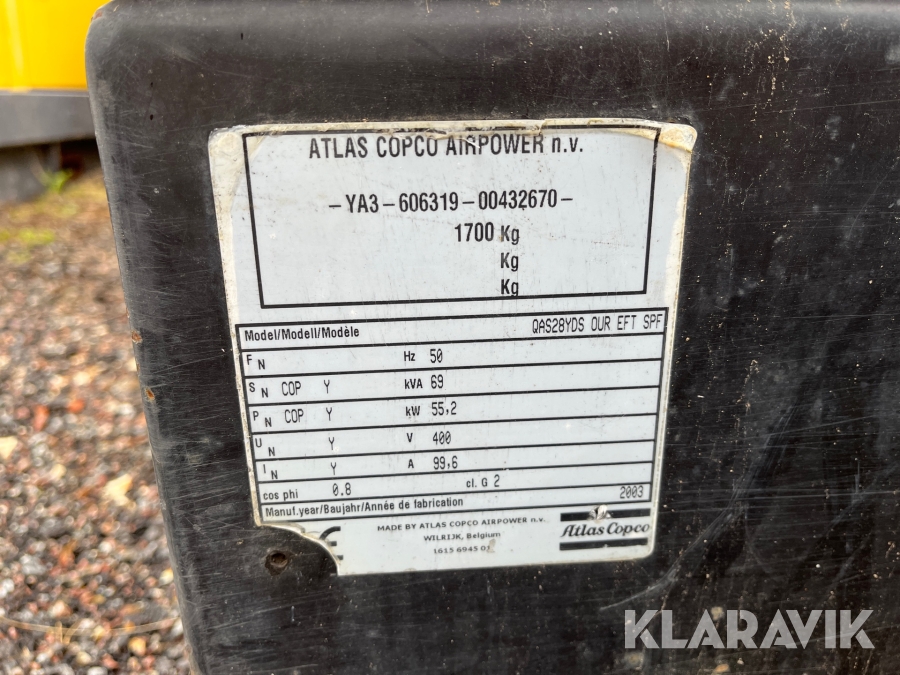 ATLAS COPCO AIRPOWER n.v.
-YA3-606319-00432670-
1700 Kg
Kg
Kg
Model/Modell/Modèle QAS28YDS OUR EFT SPF
FN Hz 50
SN COP Y kVA 69
PN COP Y kW 55,2
UN Y V 400
IN Y A 99,6
cos phi 0.8 cl. G 2
Manuf.year/Baujahr/Année de fabrication 2003
CE
MADE BY ATLAS COPCO AIRPOWER n.v.
WILRIJK, Belgium
Atlas Copco
KLARAVIK